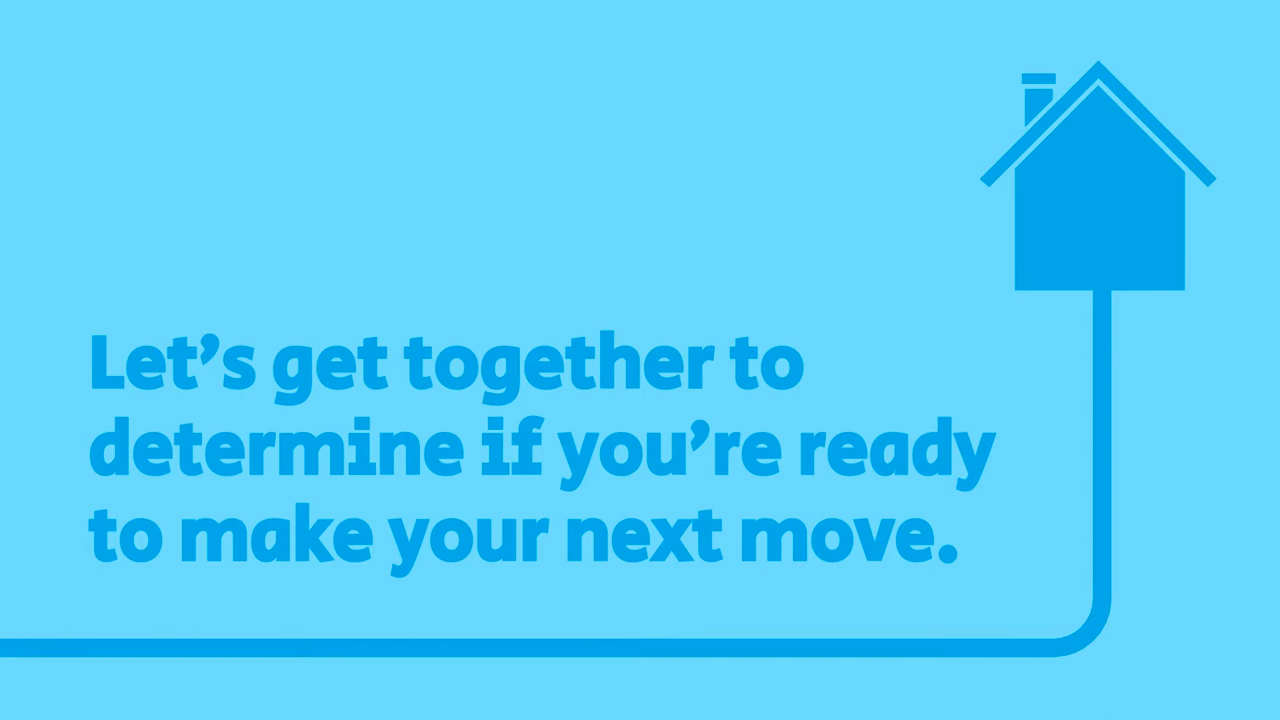 Let’s get together to
determine if you’re ready
to make your next move.